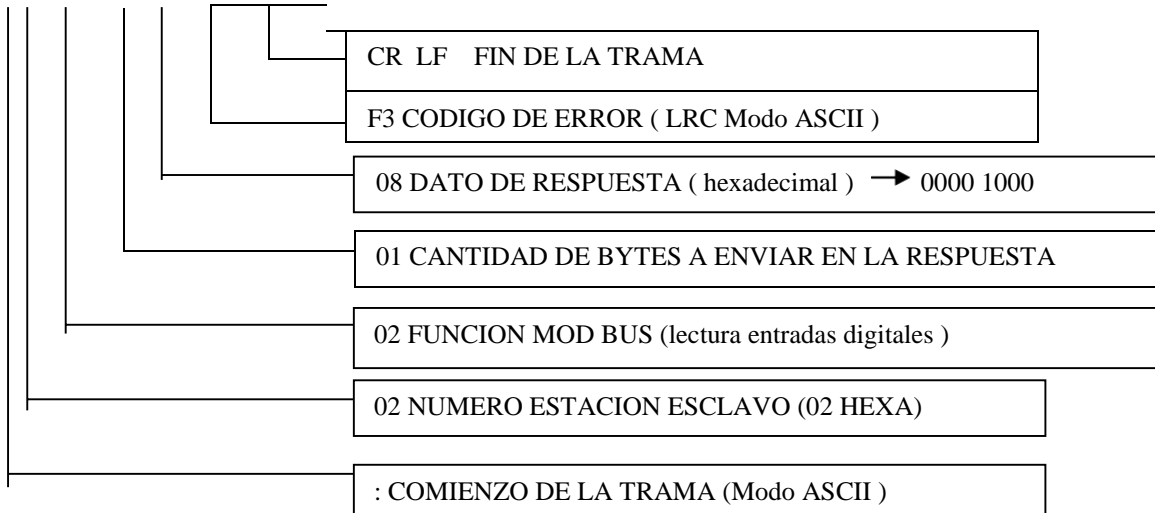 CR LF FIN DE LA TRAMA
F3 CODIGO DE ERROR ( LRC Modo ASCII )
08 DATO DE RESPUESTA ( hexadecimal ) → 0000 1000
01 CANTIDAD DE BYTES A ENVIAR EN LA RESPUESTA
02 FUNCION MOD BUS (lectura entradas digitales )
02 NUMERO ESTACION ESCLAVO (02 HEXA)
: COMIENZO DE LA TRAMA (Modo ASCII )